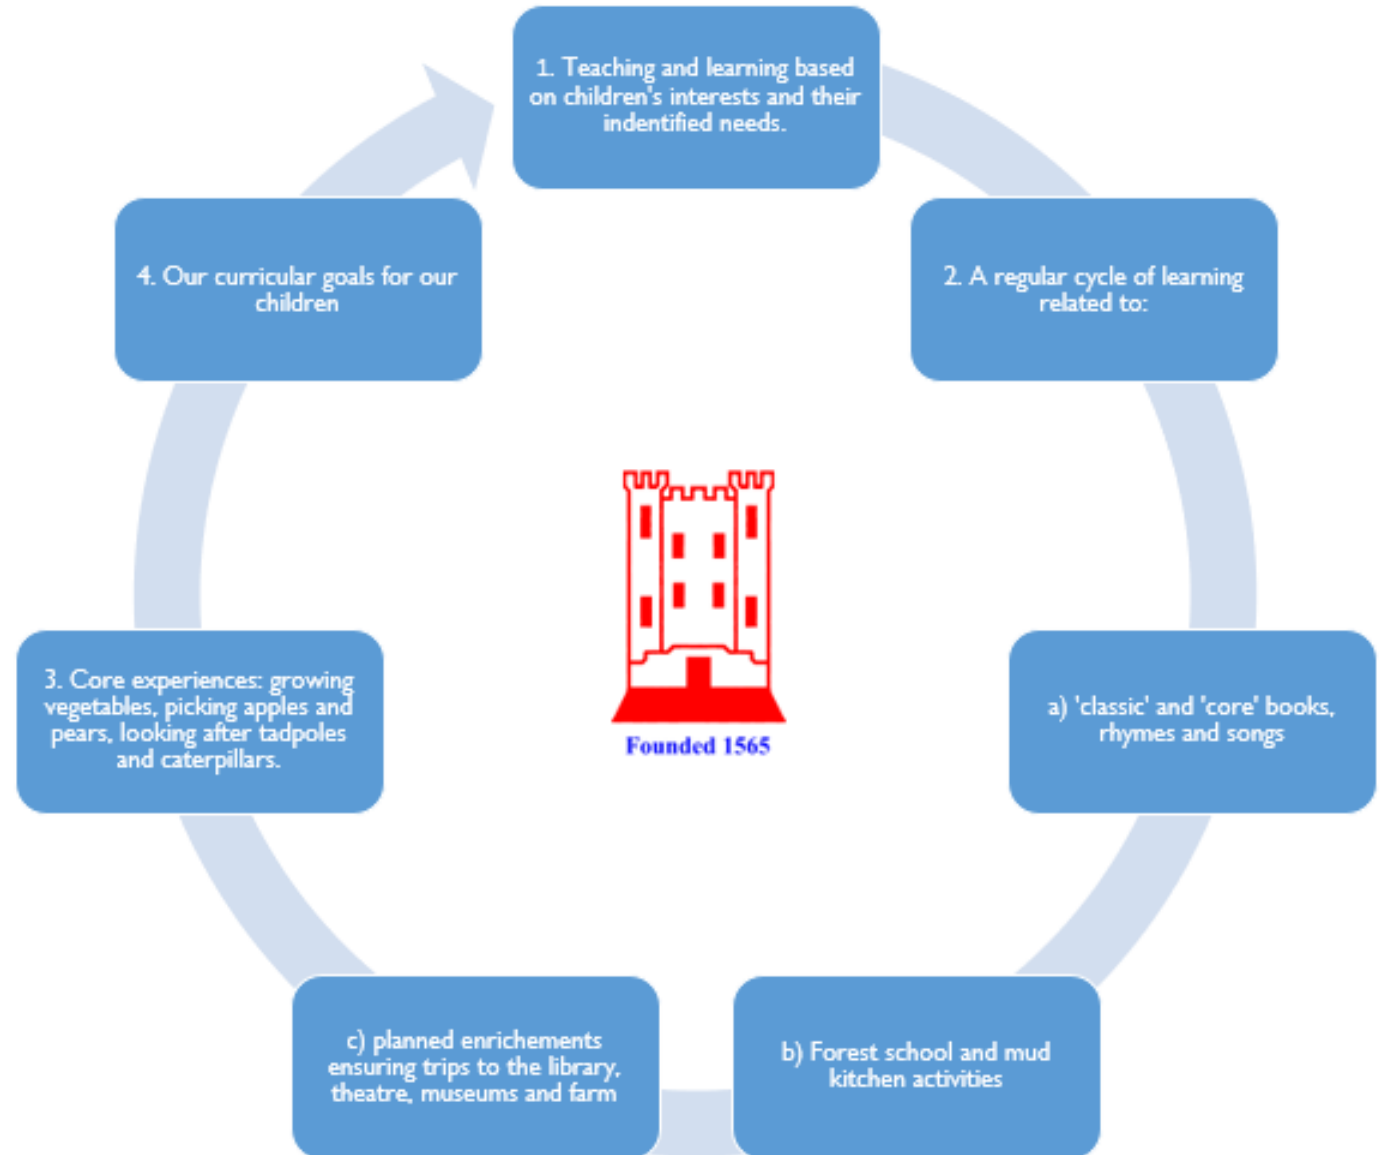 1. Teaching and learning based
on children's interests and their
indentified needs.
2. A regular cycle of learning
related to:
a) 'classic' and 'core' books,
rhymes and songs
b) Forest school and mud
kitchen activities
c) planned enrichements
ensuring trips to the library,
theatre, museums and farm
3. Core experiences: growing
vegetables, picking apples and
pears, looking after tadpoles
and caterpillars.
4. Our curricular goals for our
children
Founded 1565